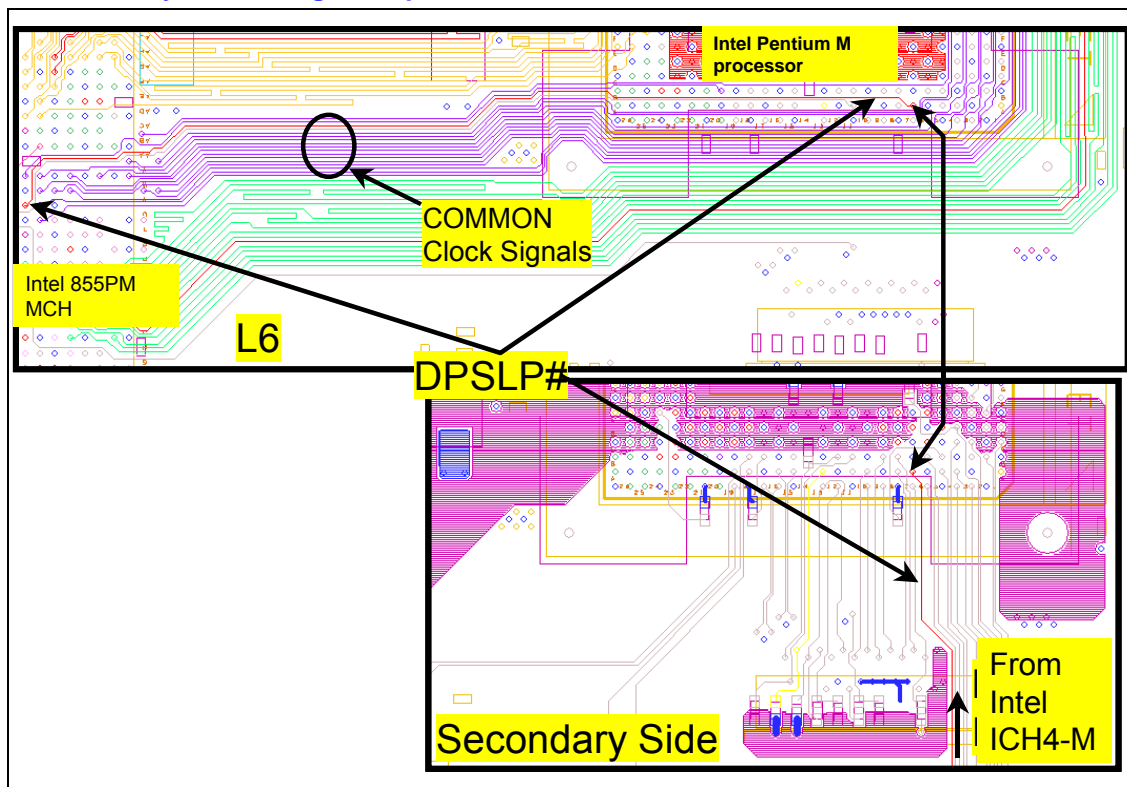 Intel Pentium M
processor
COMMON
Clock Signals
Intel 855PM
MCH
L6
DPSLP#
From
Intel
ICH4-M
Secondary Side